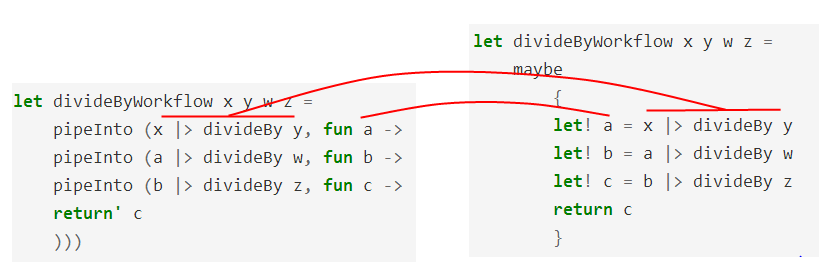 let divideByWorkflow x y w z =
pipeInto (x |> divideBy y, fun a ->
pipeInto (a |> divideBy w, fun b ->
pipeInto (b |> divideBy z, fun c ->
return' c
)))
let divideByWorkflow x y w z =
maybe
{
let! a = x |> divideBy y
let! b = a |> divideBy w
let! c = b |> divideBy z
return c
}